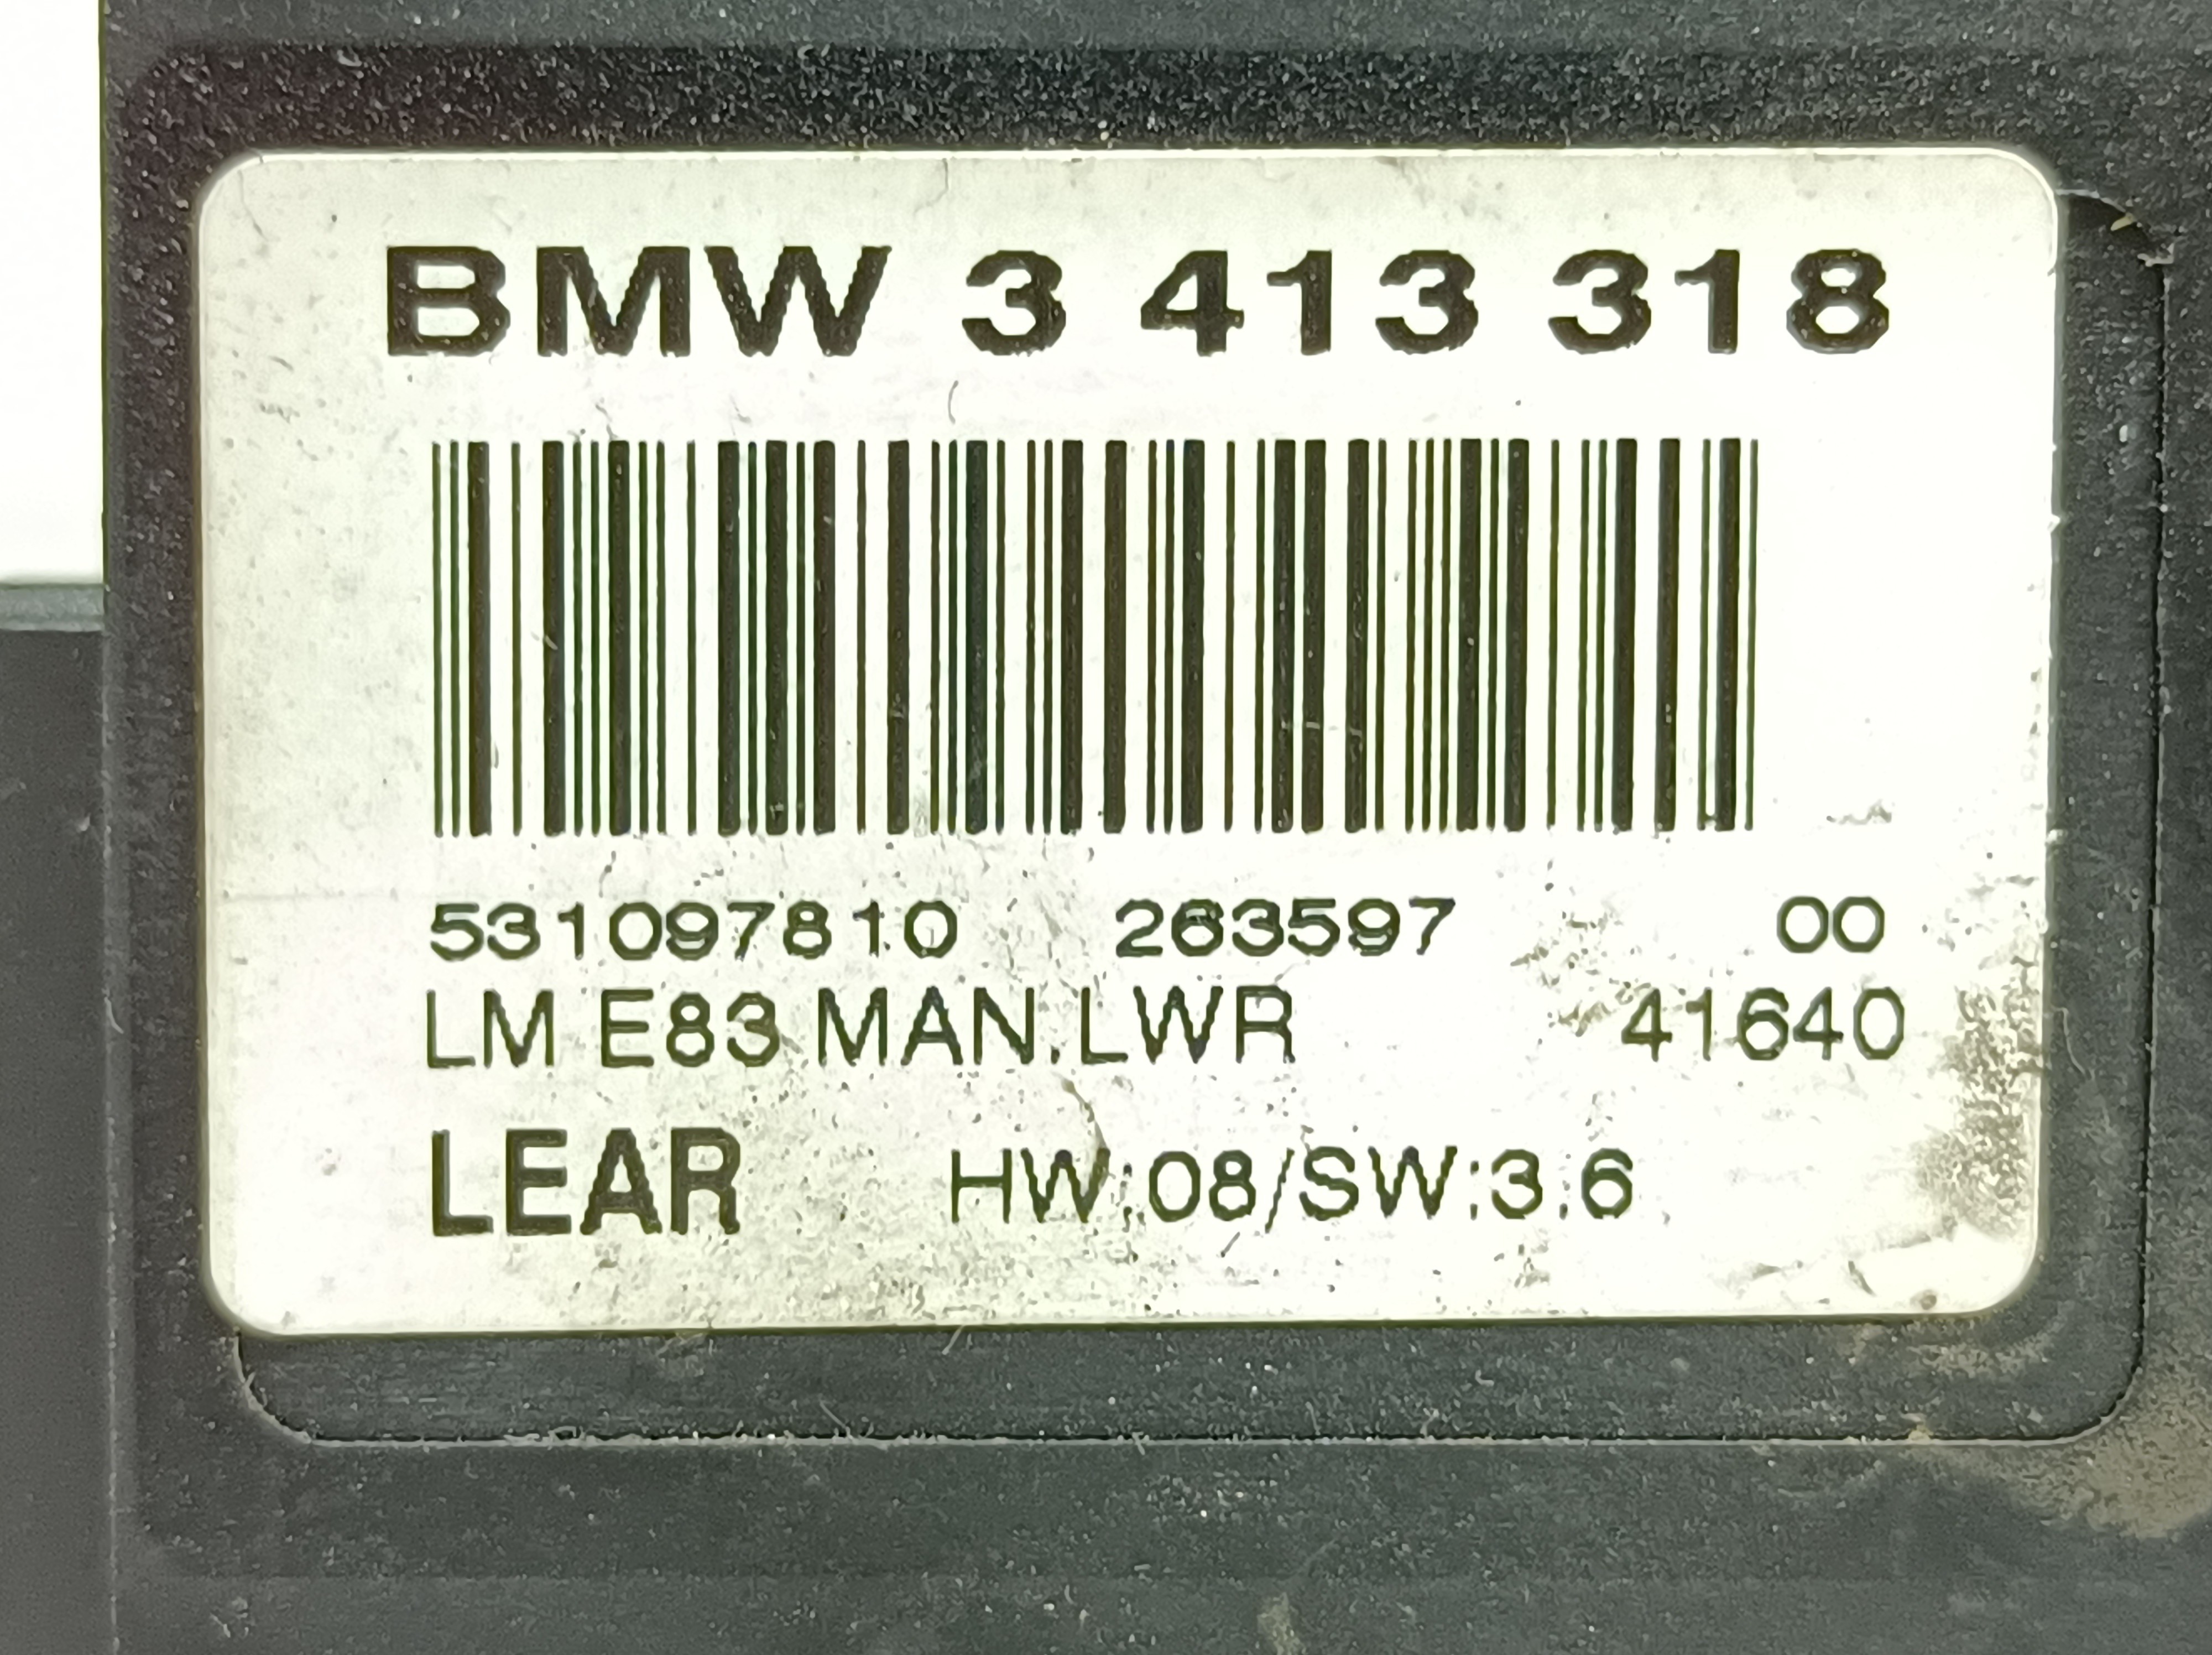 BMW 3 413 318
531097810 263597 00
LM E83 MAN.LWR 41640
LEAR HW:08/SW:3.6